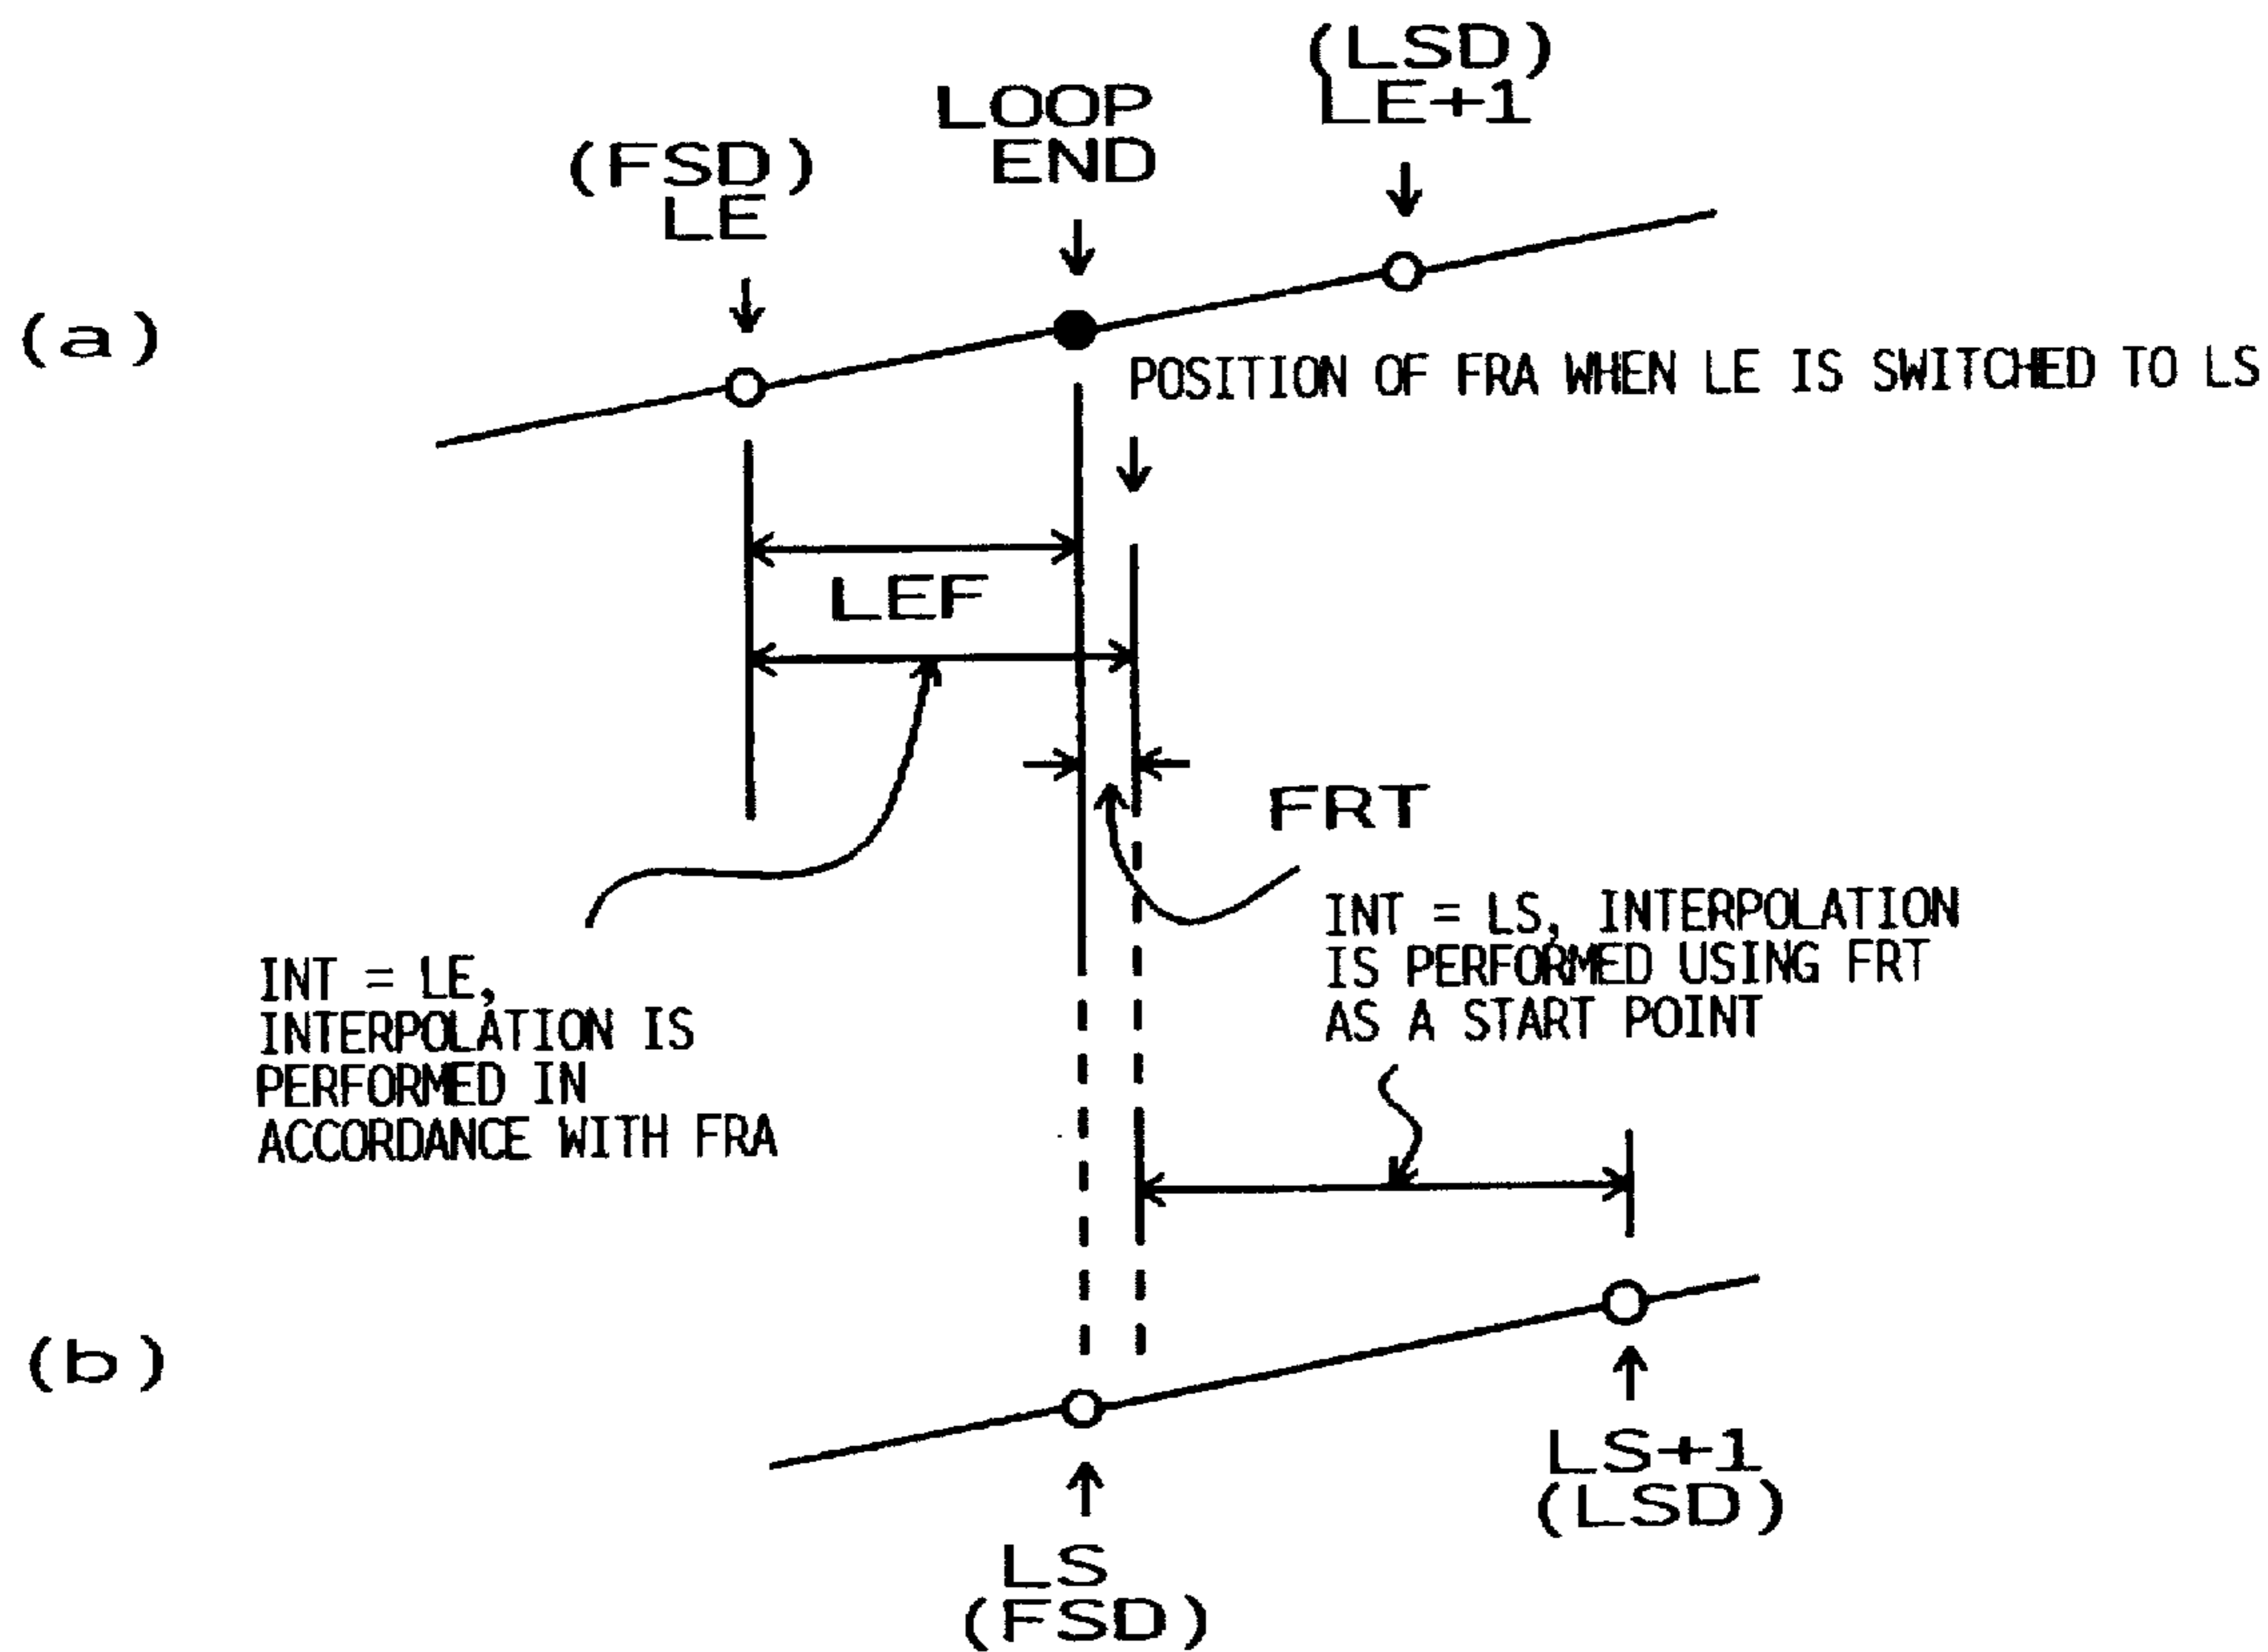 (LSD)
LE+1
LOOP
END
(FSD)
LE
(a)
POSITION OF FRA WHEN LE IS SWITCHED TO LS
LEF
FRT
INT = LS, INTERPOLATION
IS PERFORMED USING FRT
AS A START POINT
INT = LE,
INTERPOLATION IS
PERFORMED IN
ACCORDANCE WITH FRA
(b)
LS+1
(LSD)
LS
(FSD)